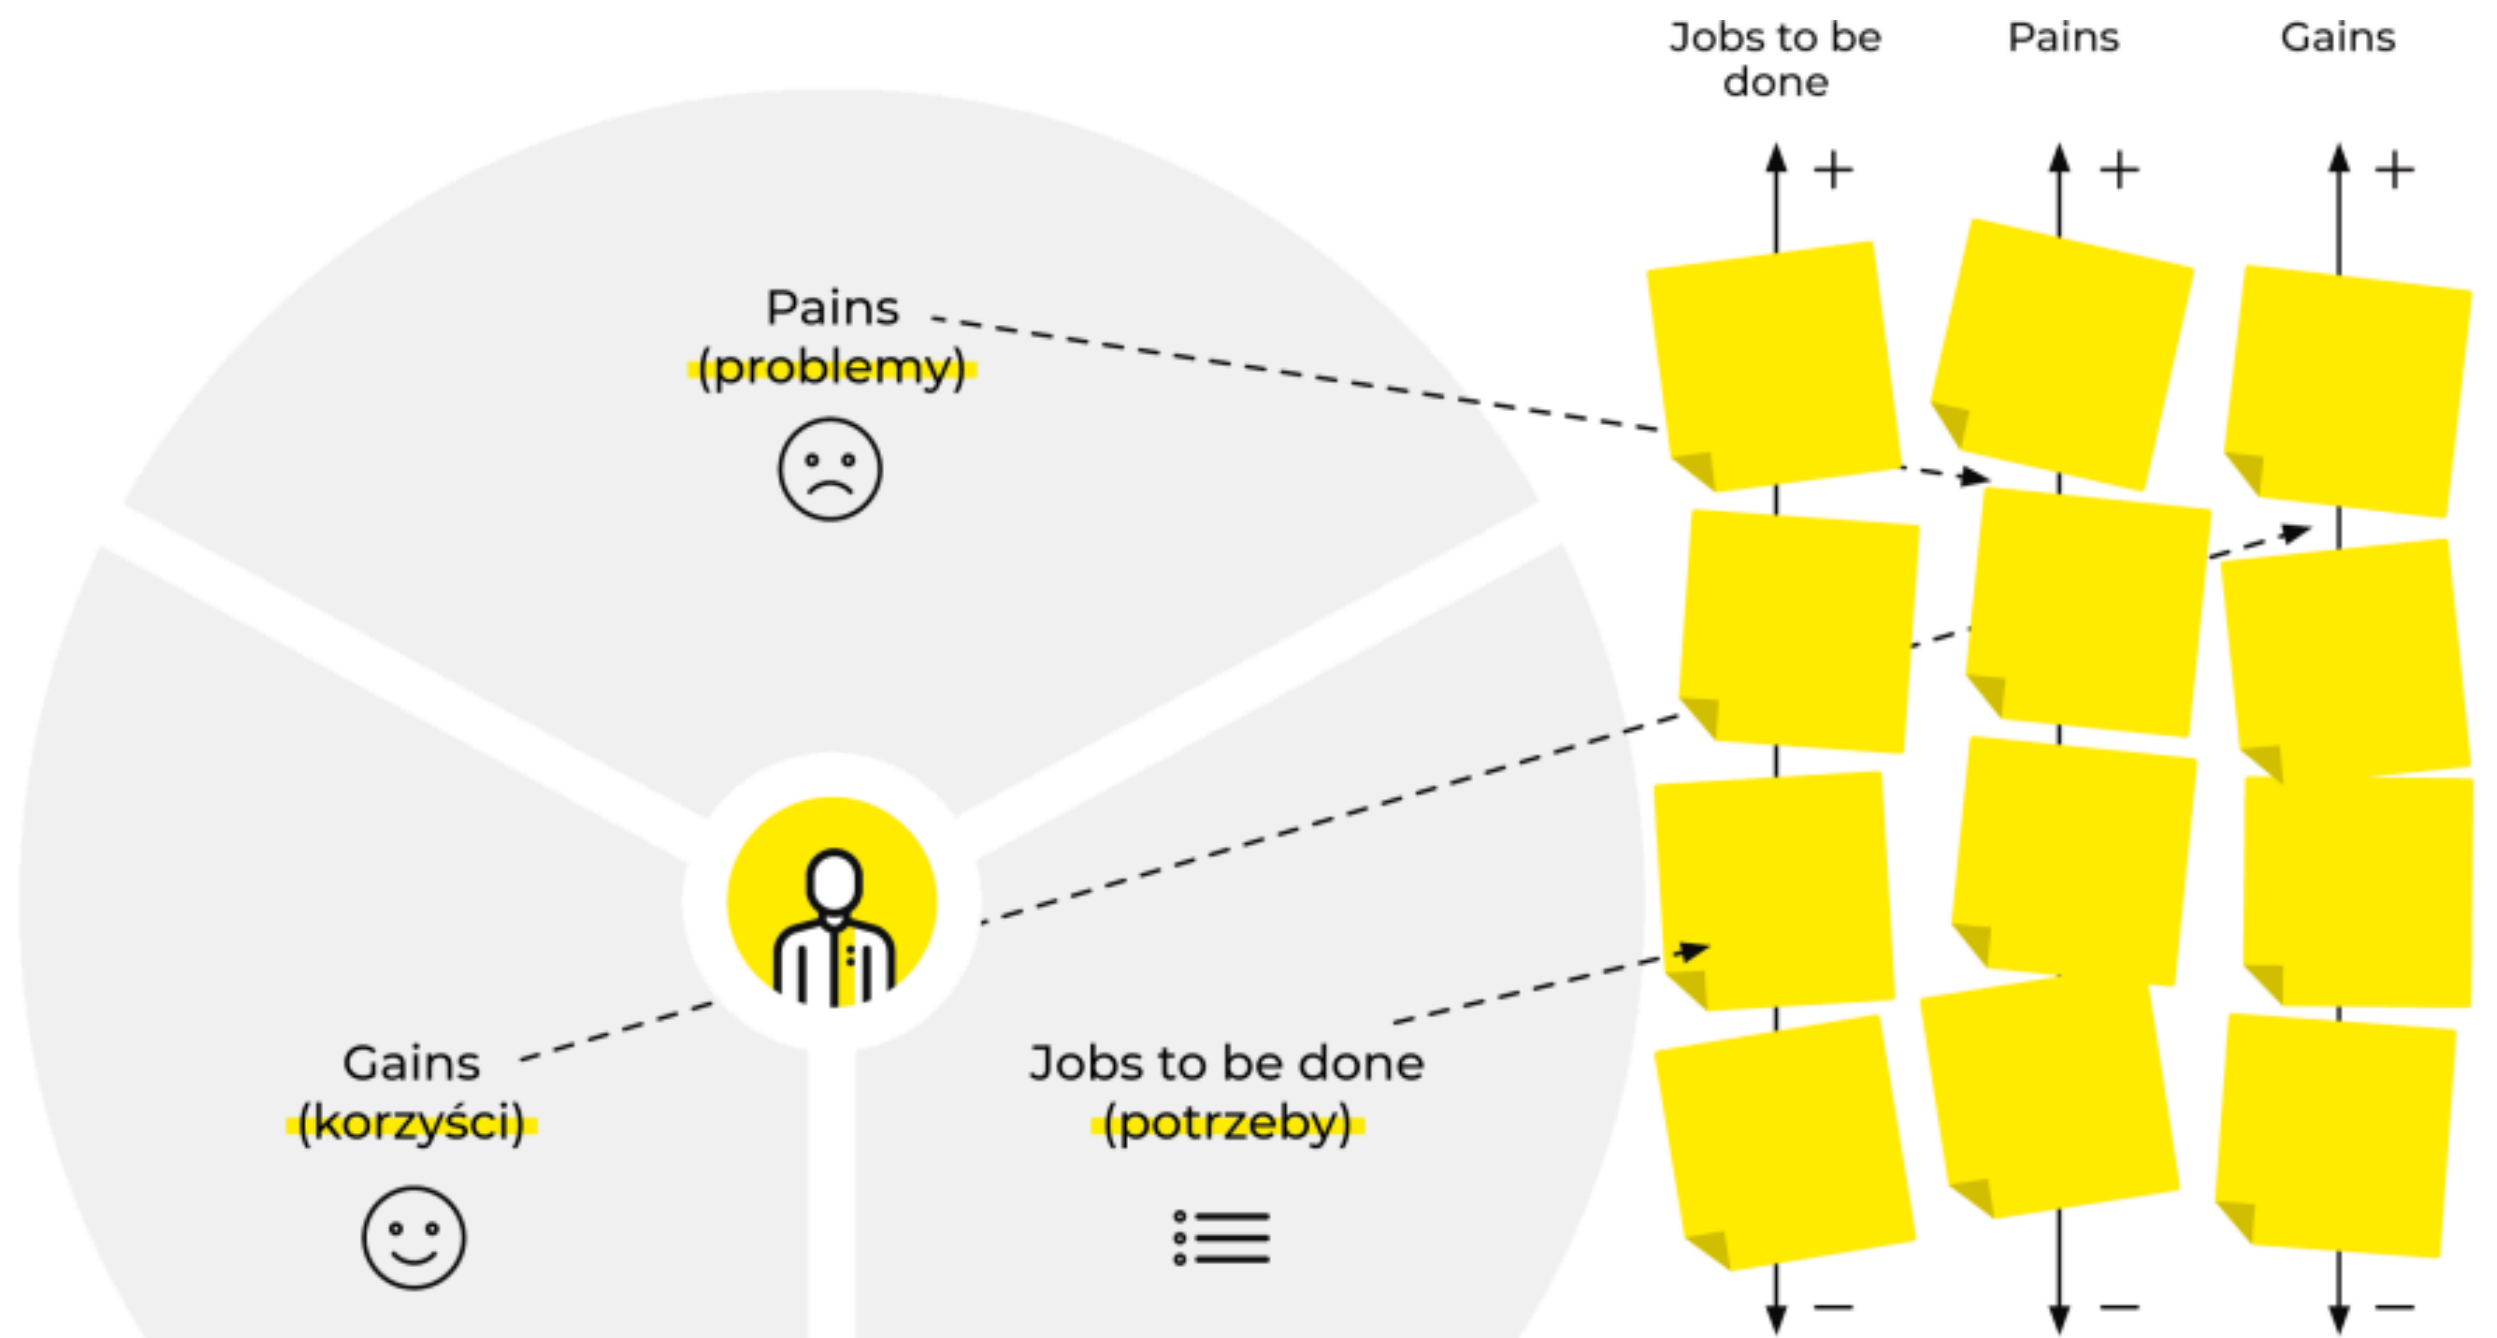 Jobs to be
done
Pains
Gains
+
+
+
Pains
(problemy)
Gains
(korzyści)
Jobs to be done
(potrzeby)
−
−
−